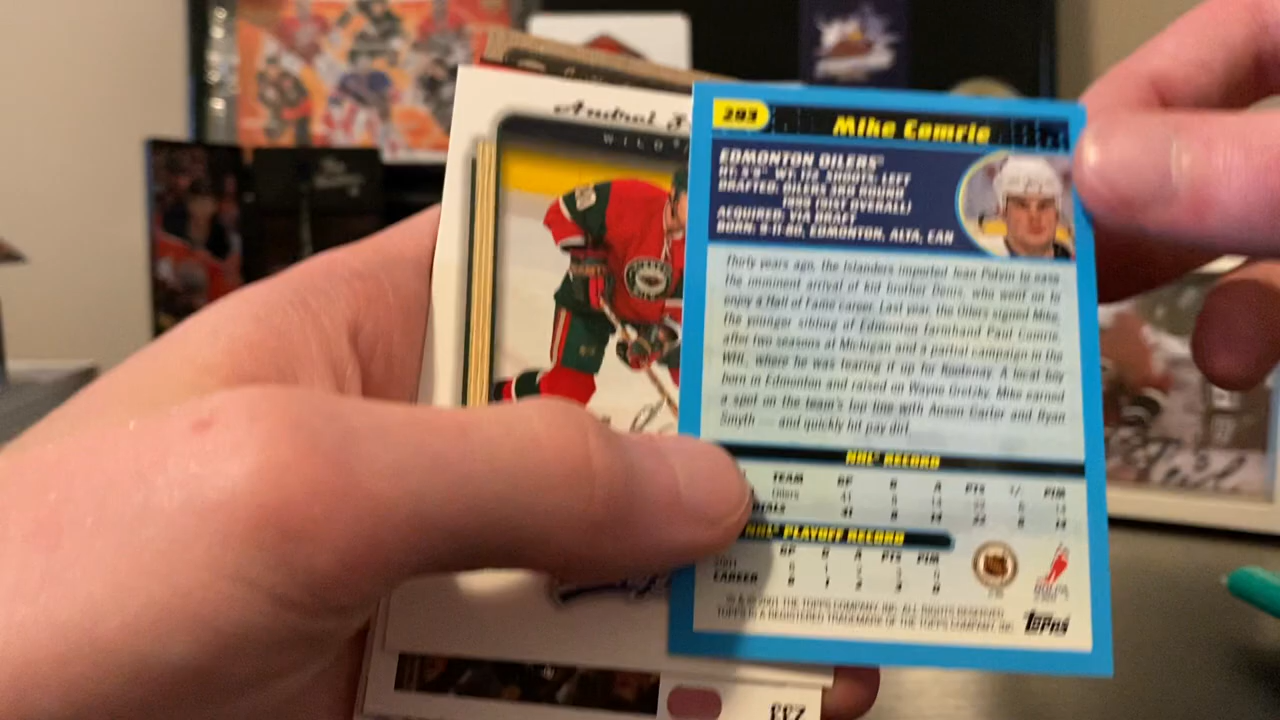 Andrei
WILD
293
Mike Comrie
EDMONTON OILERS
LEFT
DRAFTED: OILERS 3RD ROUND
OVERALL)
ACQUIRED: VIA DRAFT
BORN: 9-11-80, EDMONTON, ALTA, CAN
Thirty years ago, the Islanders imported Jean Potvin to ease
the imminent arrival of kid brother Denis, who went on to
enjoy a Hall of Fame career. Last year, the Oilers signed Mike,
the younger sibling of Edmonton farmhand Paul Comrie,
after two seasons at Michigan and a partial campaign in the
WHL, where he was tearing it up for Kootenay. A local boy
born in Edmonton and raised on Wayne Gretzky, Mike earned
a spot on the team's top line with Anson Carter and Ryan
Smyth — and quickly hit pay dirt.
NHL RECORD
TEAM GP G A PTS +/- PIM
Oilers 41
41
NHL PLAYOFF RECORD
GP G A PTS PIM
2001
CAREER
© 2001 THE TOPPS COMPANY, INC. ALL RIGHTS RESERVED
TOPPS IS A REGISTERED TRADEMARK OF THE TOPPS COMPANY, INC.
Topps